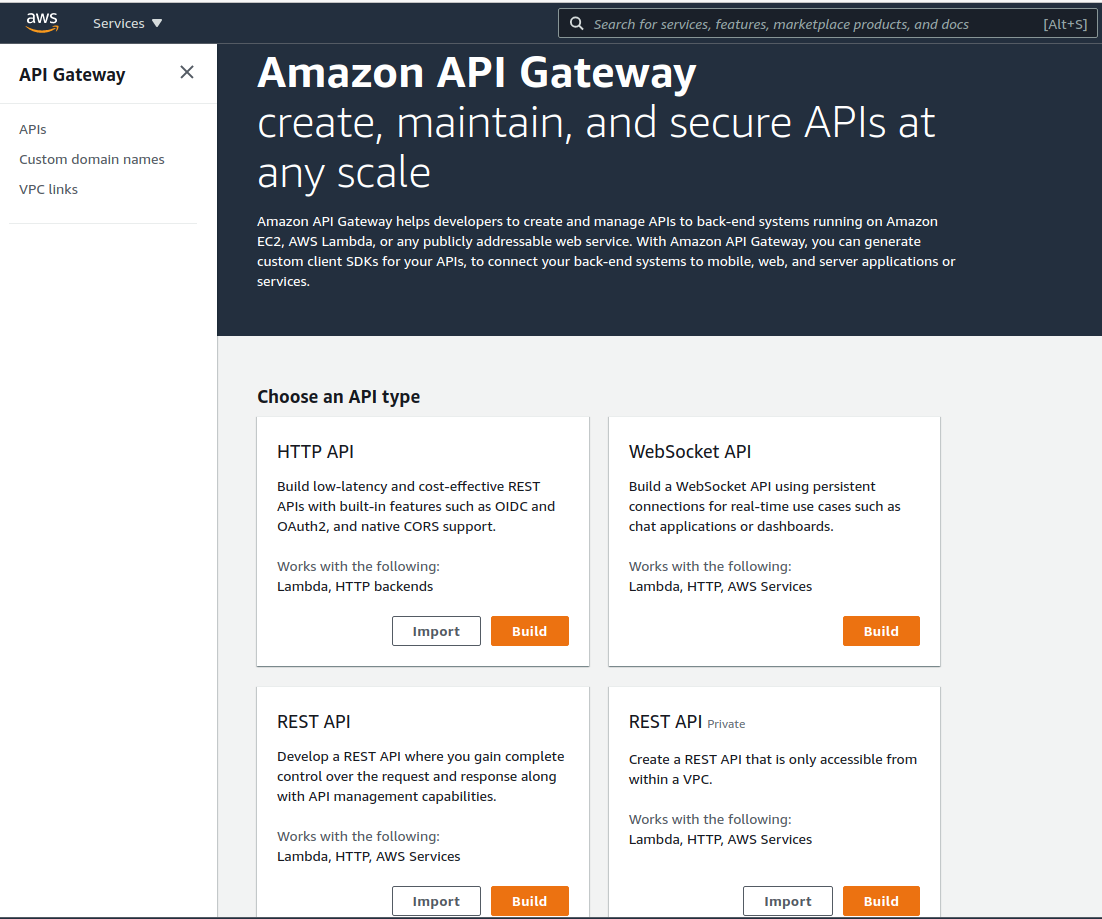 aws
Services ▼
Search for services, features, marketplace products, and docs
[Alt+S]
API Gateway
APIs
Custom domain names
VPC links
Amazon API Gateway
create, maintain, and secure APIs at
any scale
Amazon API Gateway helps developers to create and manage APIs to back-end systems running on Amazon
EC2, AWS Lambda, or any publicly addressable web service. With Amazon API Gateway, you can generate
custom client SDKs for your APIs, to connect your back-end systems to mobile, web, and server applications or
services.
Choose an API type
HTTP API
Build low-latency and cost-effective REST
APIs with built-in features such as OIDC and
OAuth2, and native CORS support.
Works with the following:
Lambda, HTTP backends
Import
Build
WebSocket API
Build a WebSocket API using persistent
connections for real-time use cases such as
chat applications or dashboards.
Works with the following:
Lambda, HTTP, AWS Services
Build
REST API
Develop a REST API where you gain complete
control over the request and response along
with API management capabilities.
Works with the following:
Lambda, HTTP, AWS Services
Import
Build
REST API Private
Create a REST API that is only accessible from
within a VPC.
Works with the following:
Lambda, HTTP, AWS Services
Import
Build